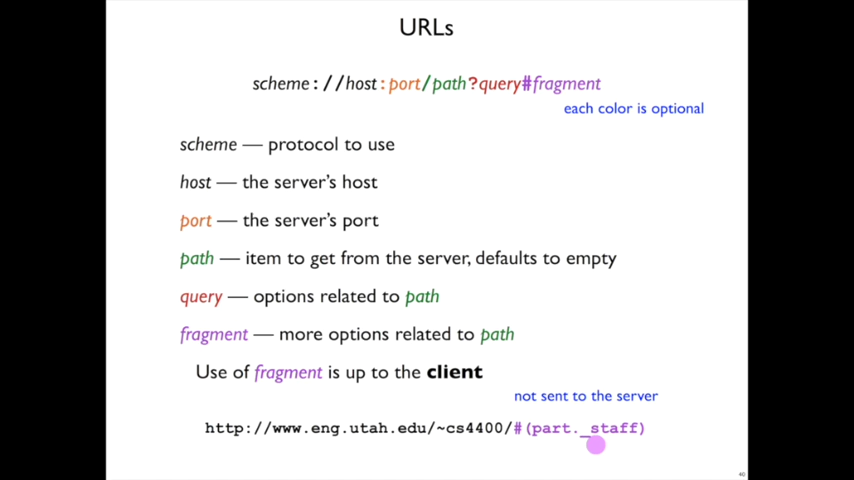 URLs
scheme://host:port/path?query#fragment
each color is optional
scheme — protocol to use
host — the server's host
port — the server's port
path — item to get from the server, defaults to empty
query — options related to path
fragment — more options related to path
Use of fragment is up to the client
not sent to the server
http://www.eng.utah.edu/~cs4400/#(part._staff)
40